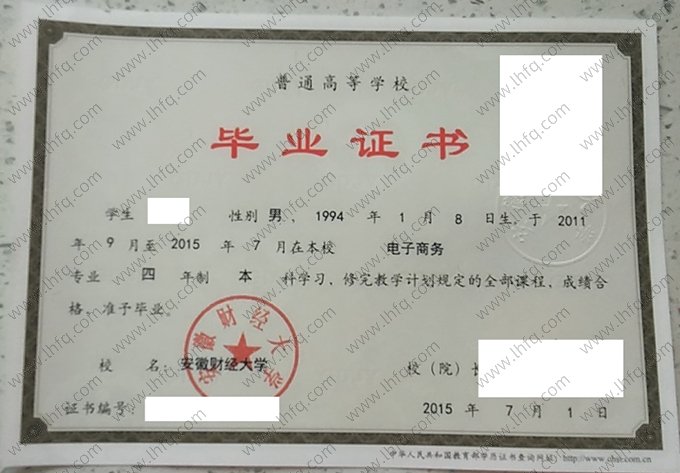 普通高等学校
毕业证书
学生 性别 男、1994 年 1 月 8 日生,于 2011
年 9 月至 2015 年 7 月在本校 电子商务
专业 四 年制 本 科学习、修完教学计划规定的全部课程、成绩合
格、准予毕业。
校 名: 安徽财经大学
校(院)长
安徽财经大学
证书编号:
2015 年 7 月 1 日
中华人民共和国教育部学历证书查询网址:http://www.chsi.com.cn
www.lhfq.com